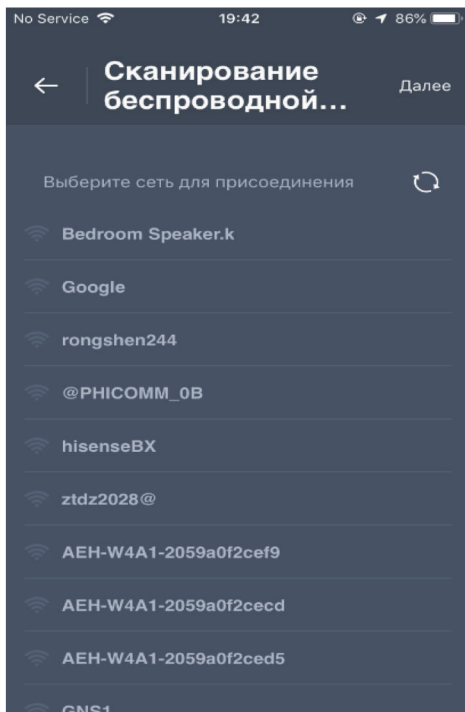 No Service 19:42 86%
Сканирование
беспроводной...
Далее
Выберите сеть для присоединения
Bedroom Speaker.k
Google
rongshen244
@PHICOMM_0B
hisenseBX
ztdz2028@
AEH-W4A1-2059a0f2cef9
AEH-W4A1-2059a0f2cecd
AEH-W4A1-2059a0f2ced5
GNS1